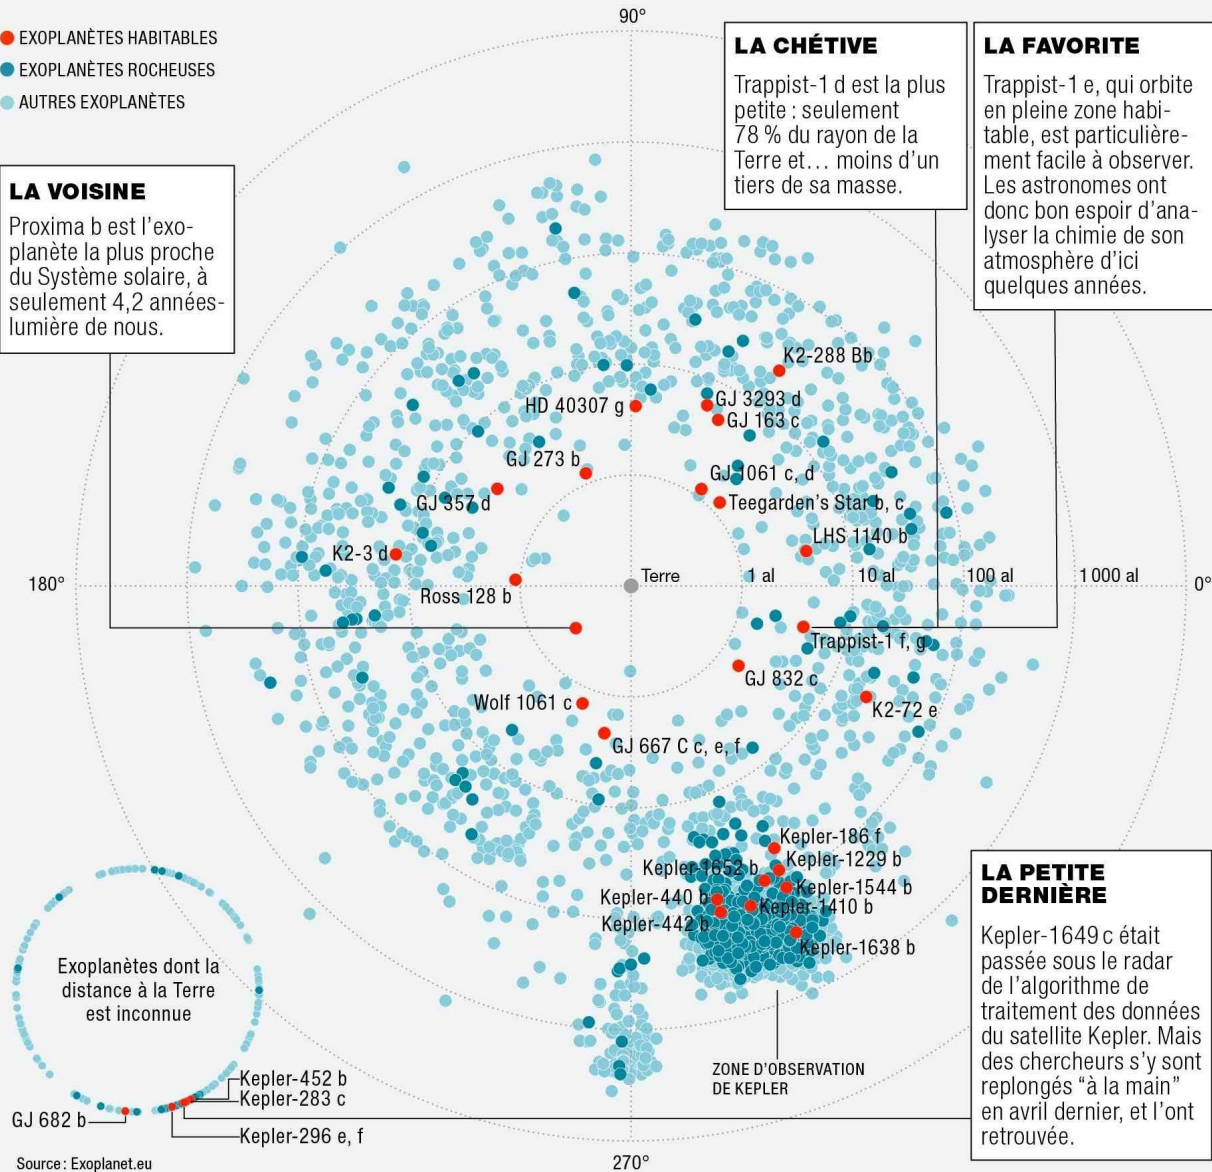 90°
EXOPLANÈTES HABITABLES
EXOPLANÈTES ROCHEUSES
AUTRES EXOPLANÈTES
LA VOISINE
Proxima b est l’exo-
planète la plus proche
du Système solaire, à
seulement 4,2 années-
lumière de nous.
LA CHÉTIVE
Trappist-1 d est la plus
petite : seulement
78 % du rayon de la
Terre et… moins d’un
tiers de sa masse.
LA FAVORITE
Trappist-1 e, qui orbite
en pleine zone habi-
table, est particulière-
ment facile à observer.
Les astronomes ont
donc bon espoir d’ana-
lyser la chimie de son
atmosphère d’ici
quelques années.
K2-288 Bb
HD 40307 g
GJ 3293 d
GJ 163 c
GJ 273 b
GJ 1061 c, d
GJ 357 d
Teegarden’s Star b, c
LHS 1140 b
K2-3 d
180°
Ross 128 b
Terre
1 al
10 al
100 al
1 000 al
0°
Trappist-1 f, g
GJ 832 c
Wolf 1061 c
K2-72 e
GJ 667 C c, e, f
Kepler-186 f
Kepler-1229 b
Kepler-1652 b
Kepler-1544 b
Kepler-440 b
Kepler-1410 b
Kepler-442 b
Kepler-1638 b
ZONE D’OBSERVATION
DE KEPLER
LA PETITE
DERNIÈRE
Kepler-1649 c était
passée sous le radar
de l’algorithme de
traitement des données
du satellite Kepler. Mais
des chercheurs s’y sont
replongés “à la main”
en avril dernier, et l’ont
retrouvée.
Exoplanètes dont la
distance à la Terre
est inconnue
Kepler-452 b
Kepler-283 c
GJ 682 b
Kepler-296 e, f
Source : Exoplanet.eu
270°